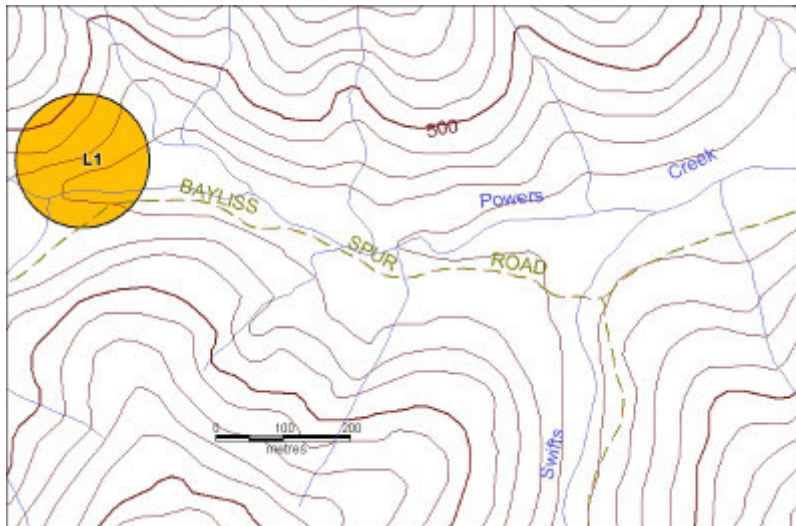 500
L1
Creek
BAYLISS
Powers
SPUR
ROAD
0 100 200
metres
Swifts